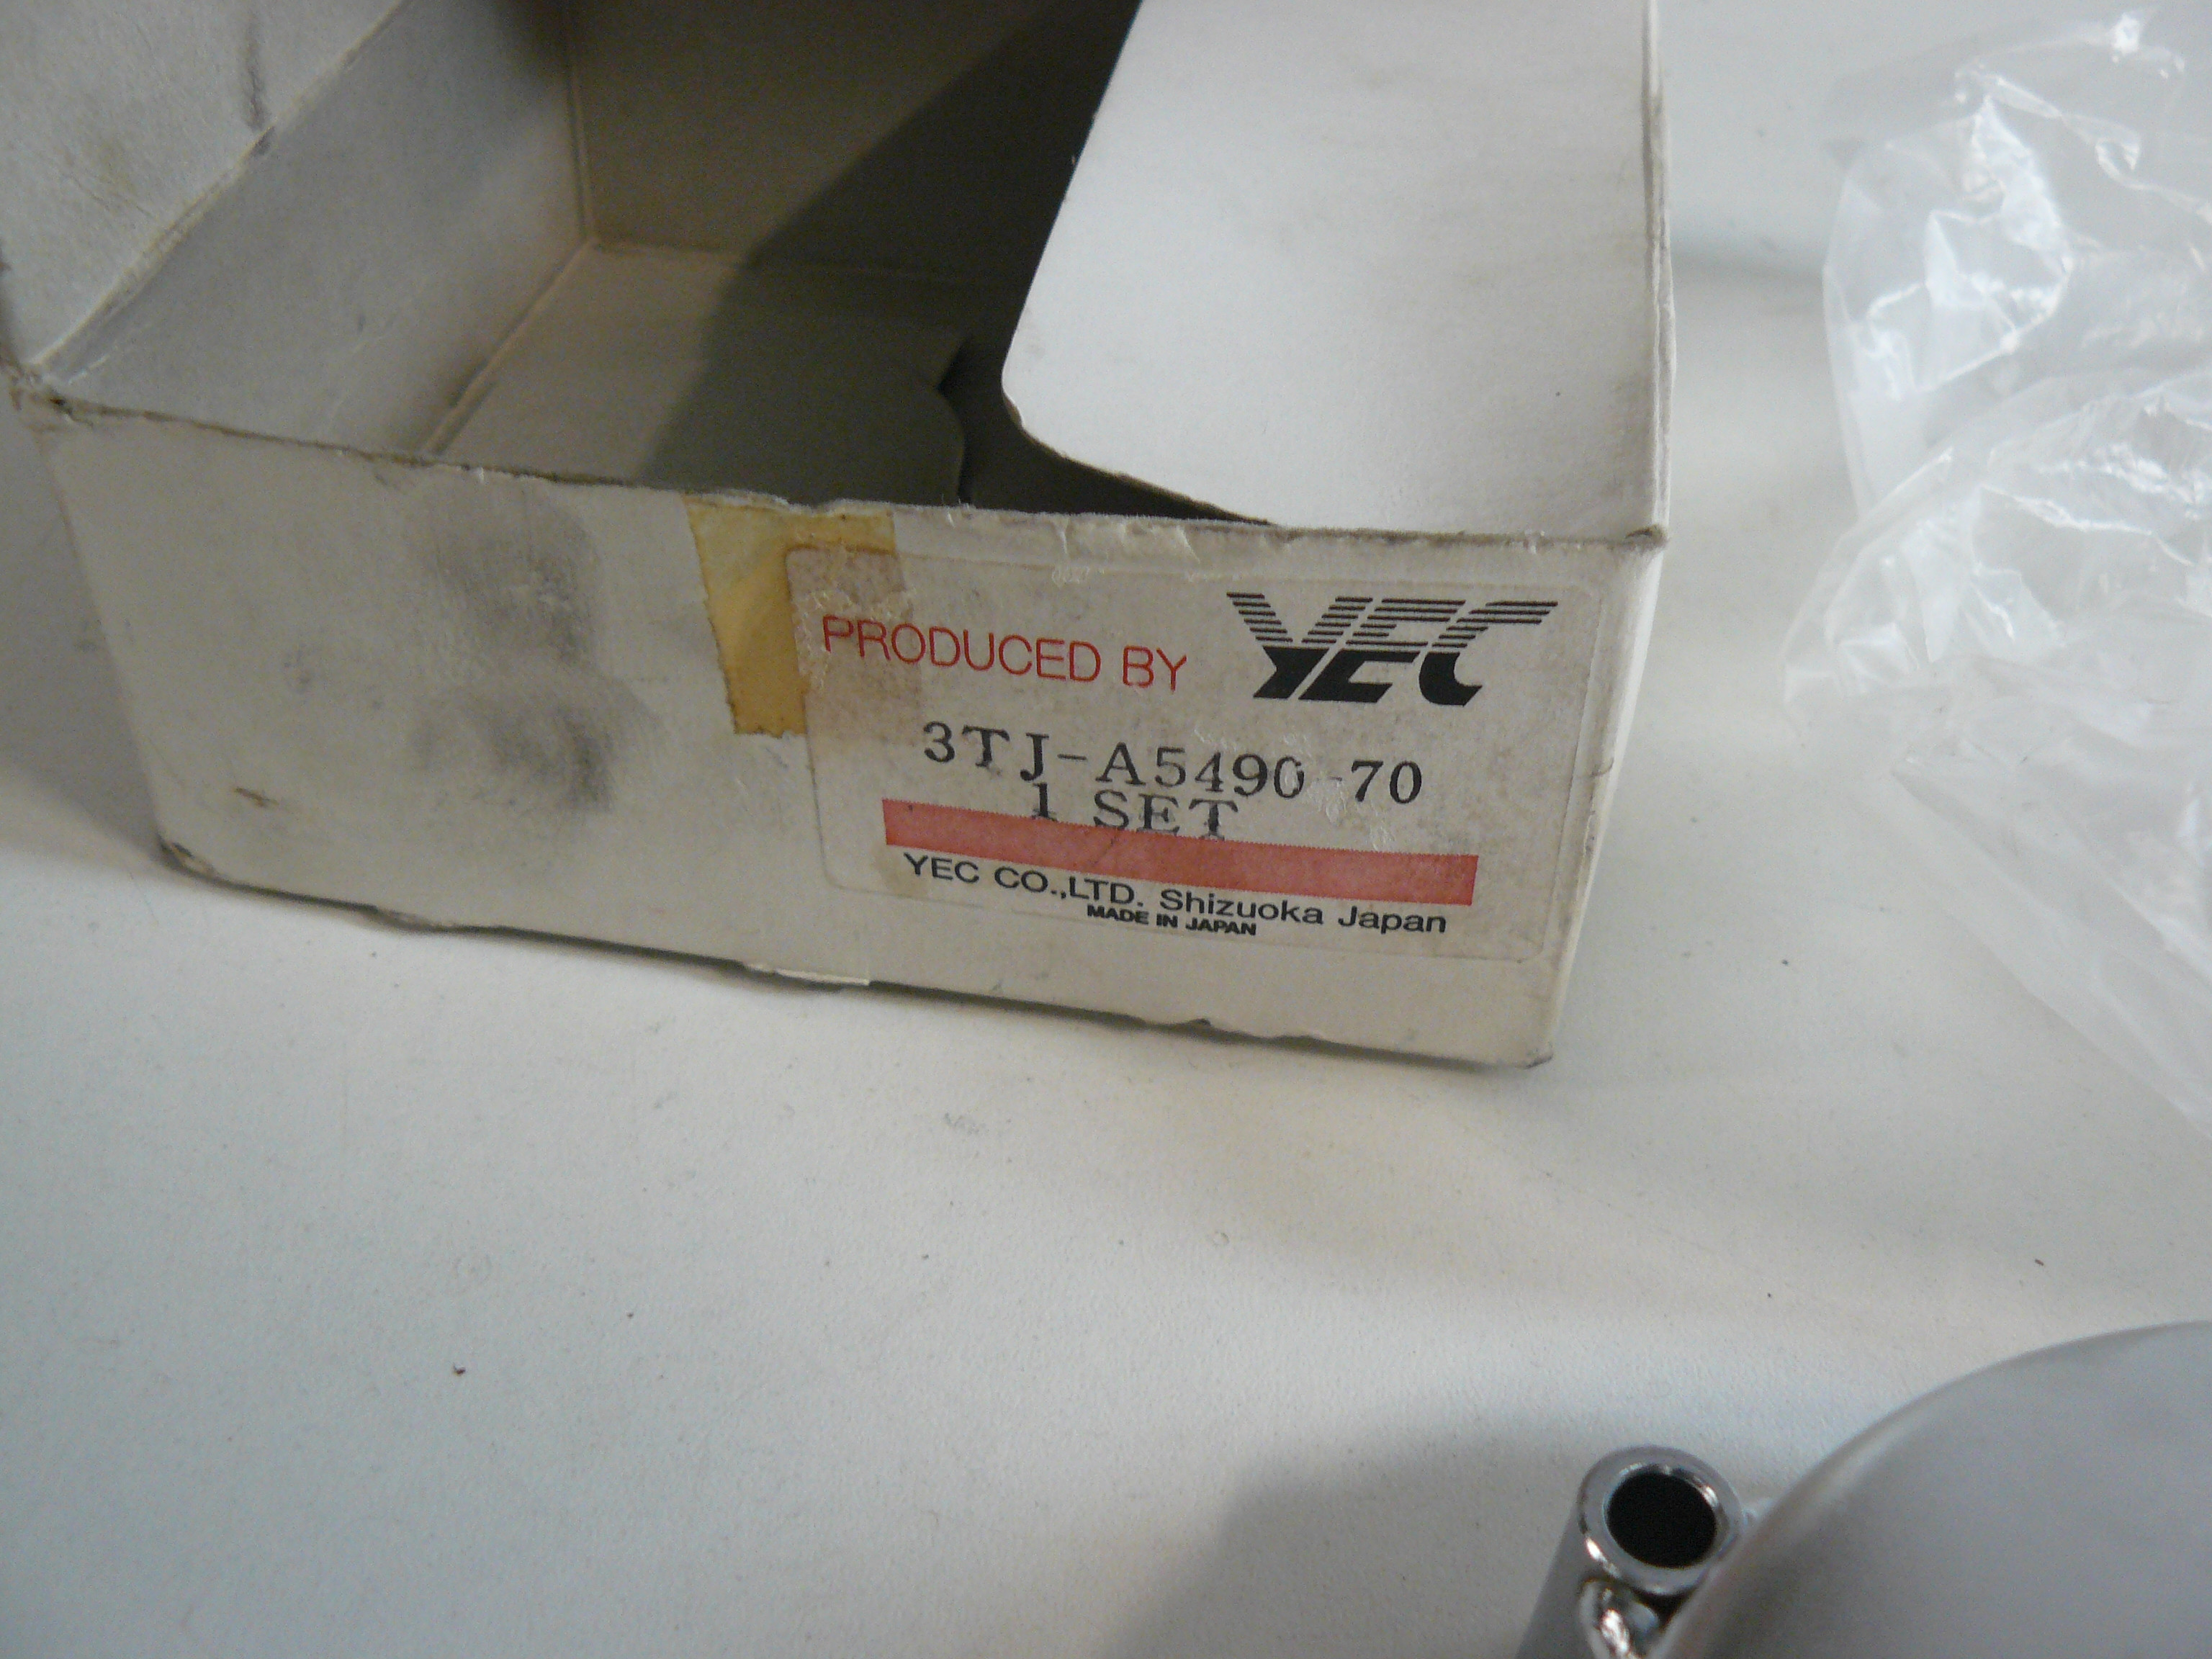 PRODUCED BY YEC
3TJ-A5490-70
1 SET
YEC CO.,LTD. Shizuoka Japan
MADE IN JAPAN